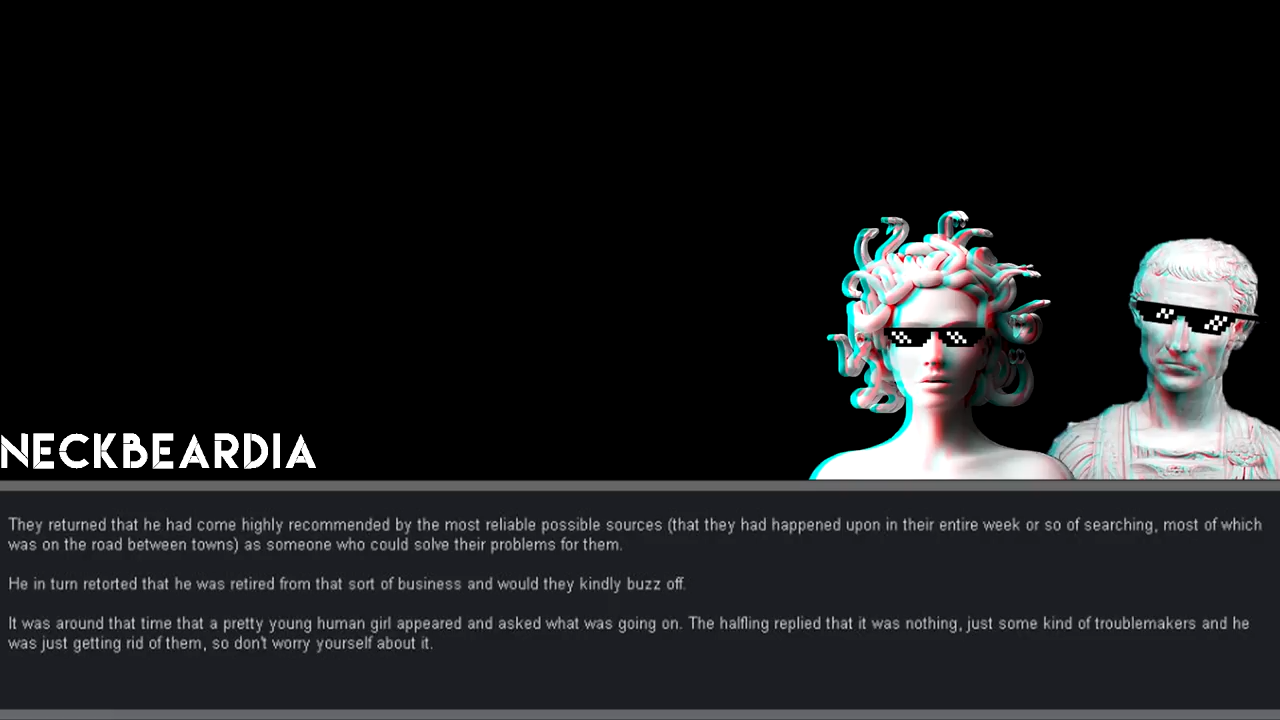 NECKBEARDIA
They returned that he had come highly recommended by the most reliable possible sources (that they had happened upon in their entire week or so of searching, most of which
was on the road between towns) as someone who could solve their problems for them.
He in turn retorted that he was retired from that sort of business and would they kindly buzz off.
It was around that time that a pretty young human girl appeared and asked what was going on. The halfling replied that it was nothing, just some kind of troublemakers and he
was just getting rid of them, so don't worry yourself about it.